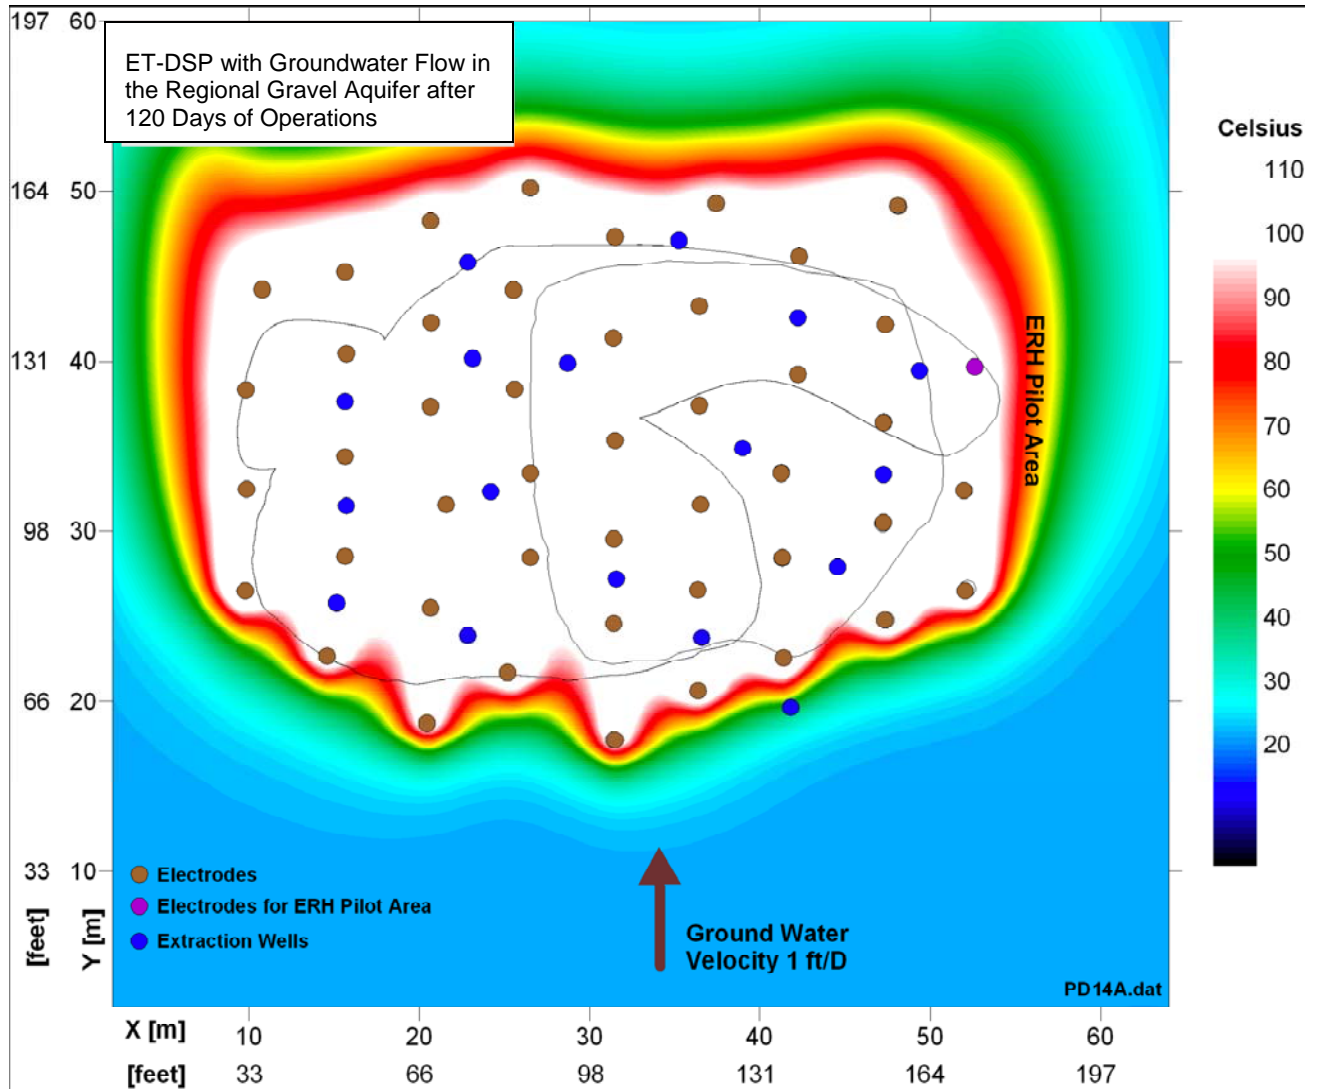 ET-DSP with Groundwater Flow in
the Regional Gravel Aquifer after
120 Days of Operations
197 60
164 50
131 40
98 30
66 20
33 10
[feet]
Y [m]
Celsius
110
100
90
80
70
60
50
40
30
20
ERH Pilot Area
Electrodes
Electrodes for ERH Pilot Area
Extraction Wells
Ground Water
Velocity 1 ft/D
PD14A.dat
X [m] 10 20 30 40 50 60
[feet] 33 66 98 131 164 197